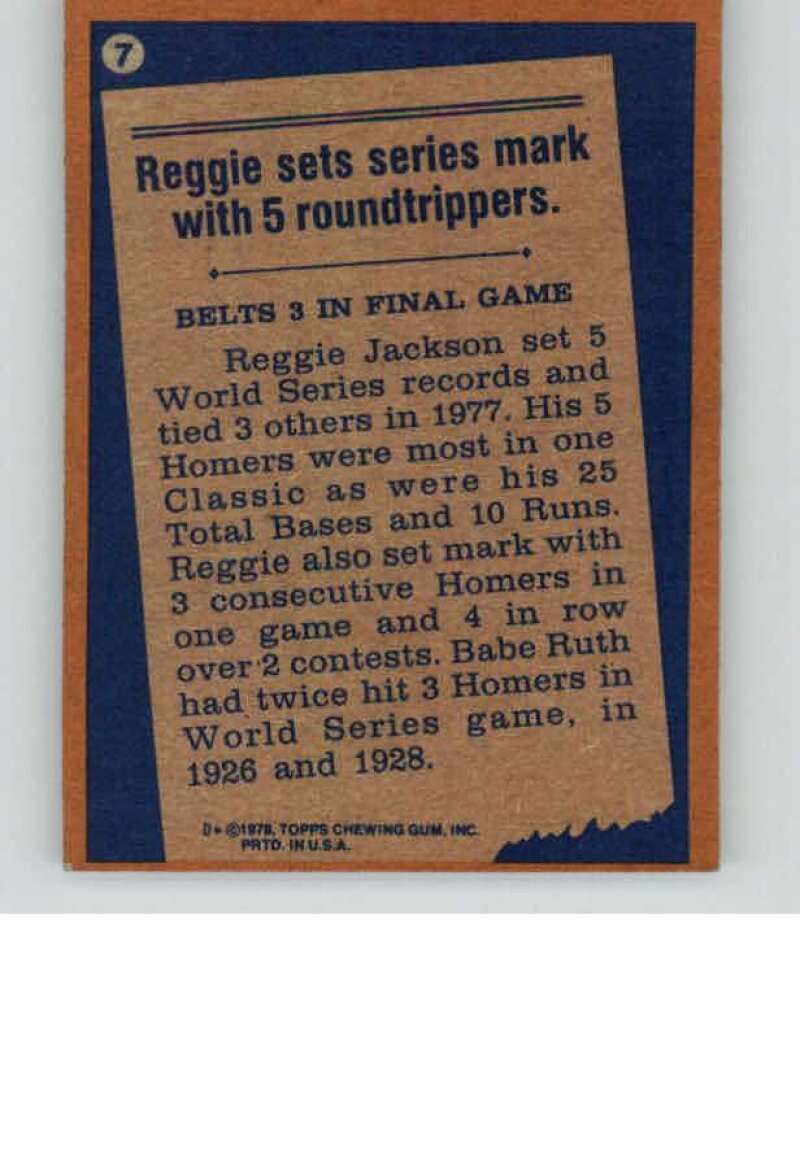 7
Reggie sets series mark
with 5 roundtrippers.
BELTS 3 IN FINAL GAME
Reggie Jackson set 5
World Series records and
tied 3 others in 1977. His 5
Homers were most in one
Classic as were his 25
Total Bases and 10 Runs.
Reggie also set mark with
3 consecutive Homers in
one game and 4 in row
over 2 contests. Babe Ruth
had twice hit 3 Homers in
World Series game, in
1926 and 1928.
D* ©1978, TOPPS CHEWING GUM, INC.
PRTD. IN U.S.A.